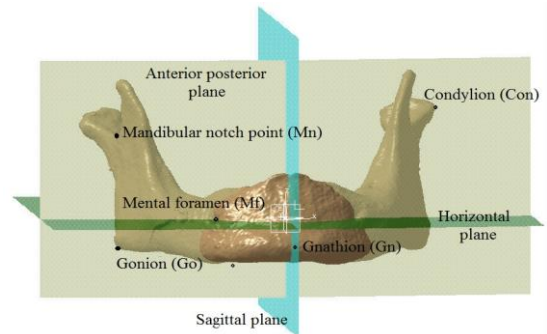 Anterior posterior
plane
Condylion (Con)
Mandibular notch point (Mn)
Mental foramen (Mf)
Horizontal
plane
Gnathion (Gn)
Gonion (Go)
Sagittal plane